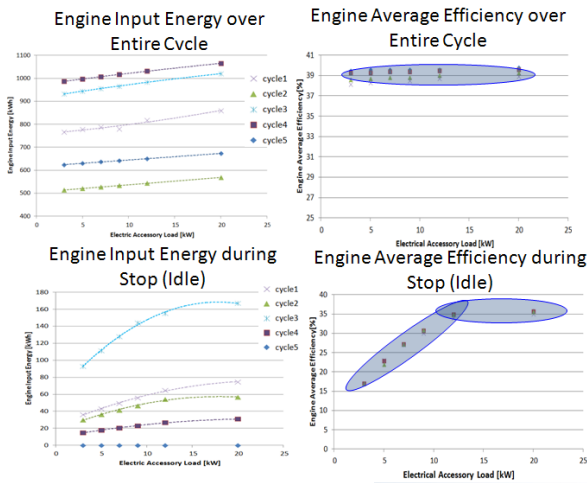 Engine Input Energy over
Entire Cycle
Engine Input Energy [kWh]
1100
1000
900
800
700
600
500
400
0 5 10 15 20 25
Electric Accessory Load [kW]
cycle1
cycle2
cycle3
cycle4
cycle5
Engine Average Efficiency over
Entire Cycle
Engine Average Efficiency[%]
41
39
37
35
33
31
29
27
25
0 5 10 15 20 25
Electrical Accessory Load [kW]
Engine Input Energy during
Stop (Idle)
Engine Input Energy [kWh]
180
160
140
120
100
80
60
40
20
0
0 5 10 15 20 25
Electric Accessory Load [kW]
cycle1
cycle2
cycle3
cycle4
cycle5
Engine Average Efficiency during
Stop (Idle)
Engine Average Efficiency[%]
40
35
30
25
20
15
10
5
0
0 5 10 15 20 25
Electrical Accessory Load [kW]